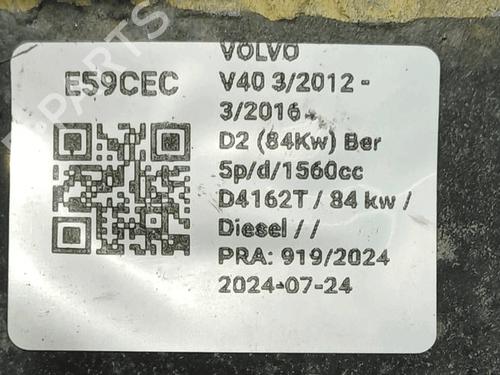 E59CEC
VOLVO
V40 3/2012 -
3/2016
D2 (84Kw) Ber
5p/d/1560cc
D4162T / 84 kw /
Diesel / /
PRA: 919/2024
2024-07-24